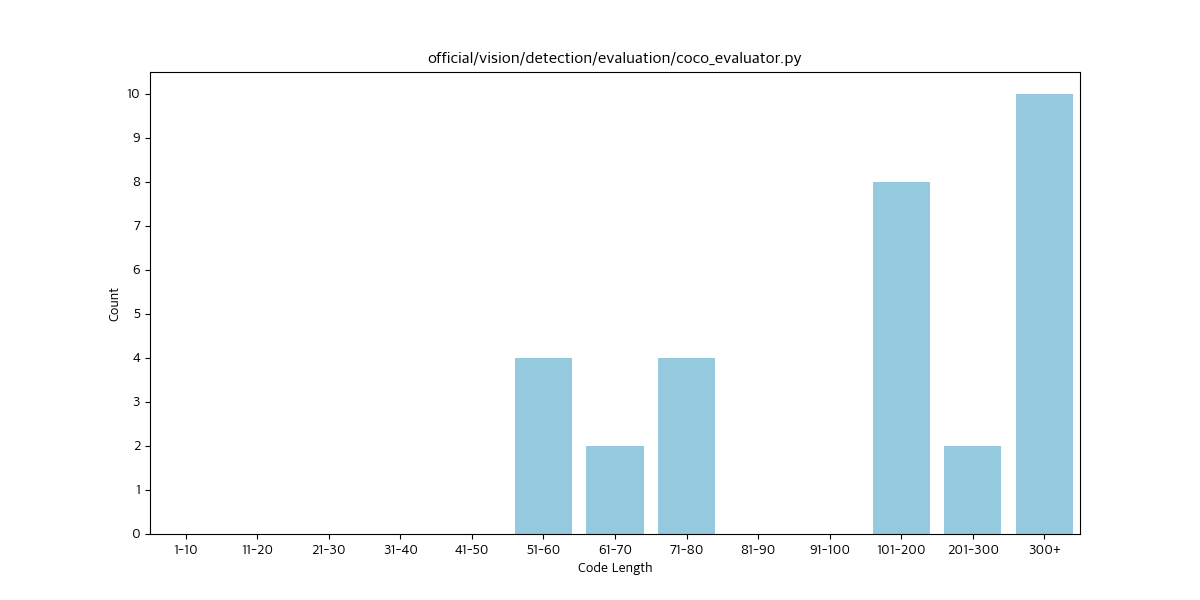 official/vision/detection/evaluation/coco_evaluator.py
10
9
8
7
6
5
4
3
2
1
0
Count
1-10 11-20 21-30 31-40 41-50 51-60 61-70 71-80 81-90 91-100 101-200 201-300 300+
Code Length